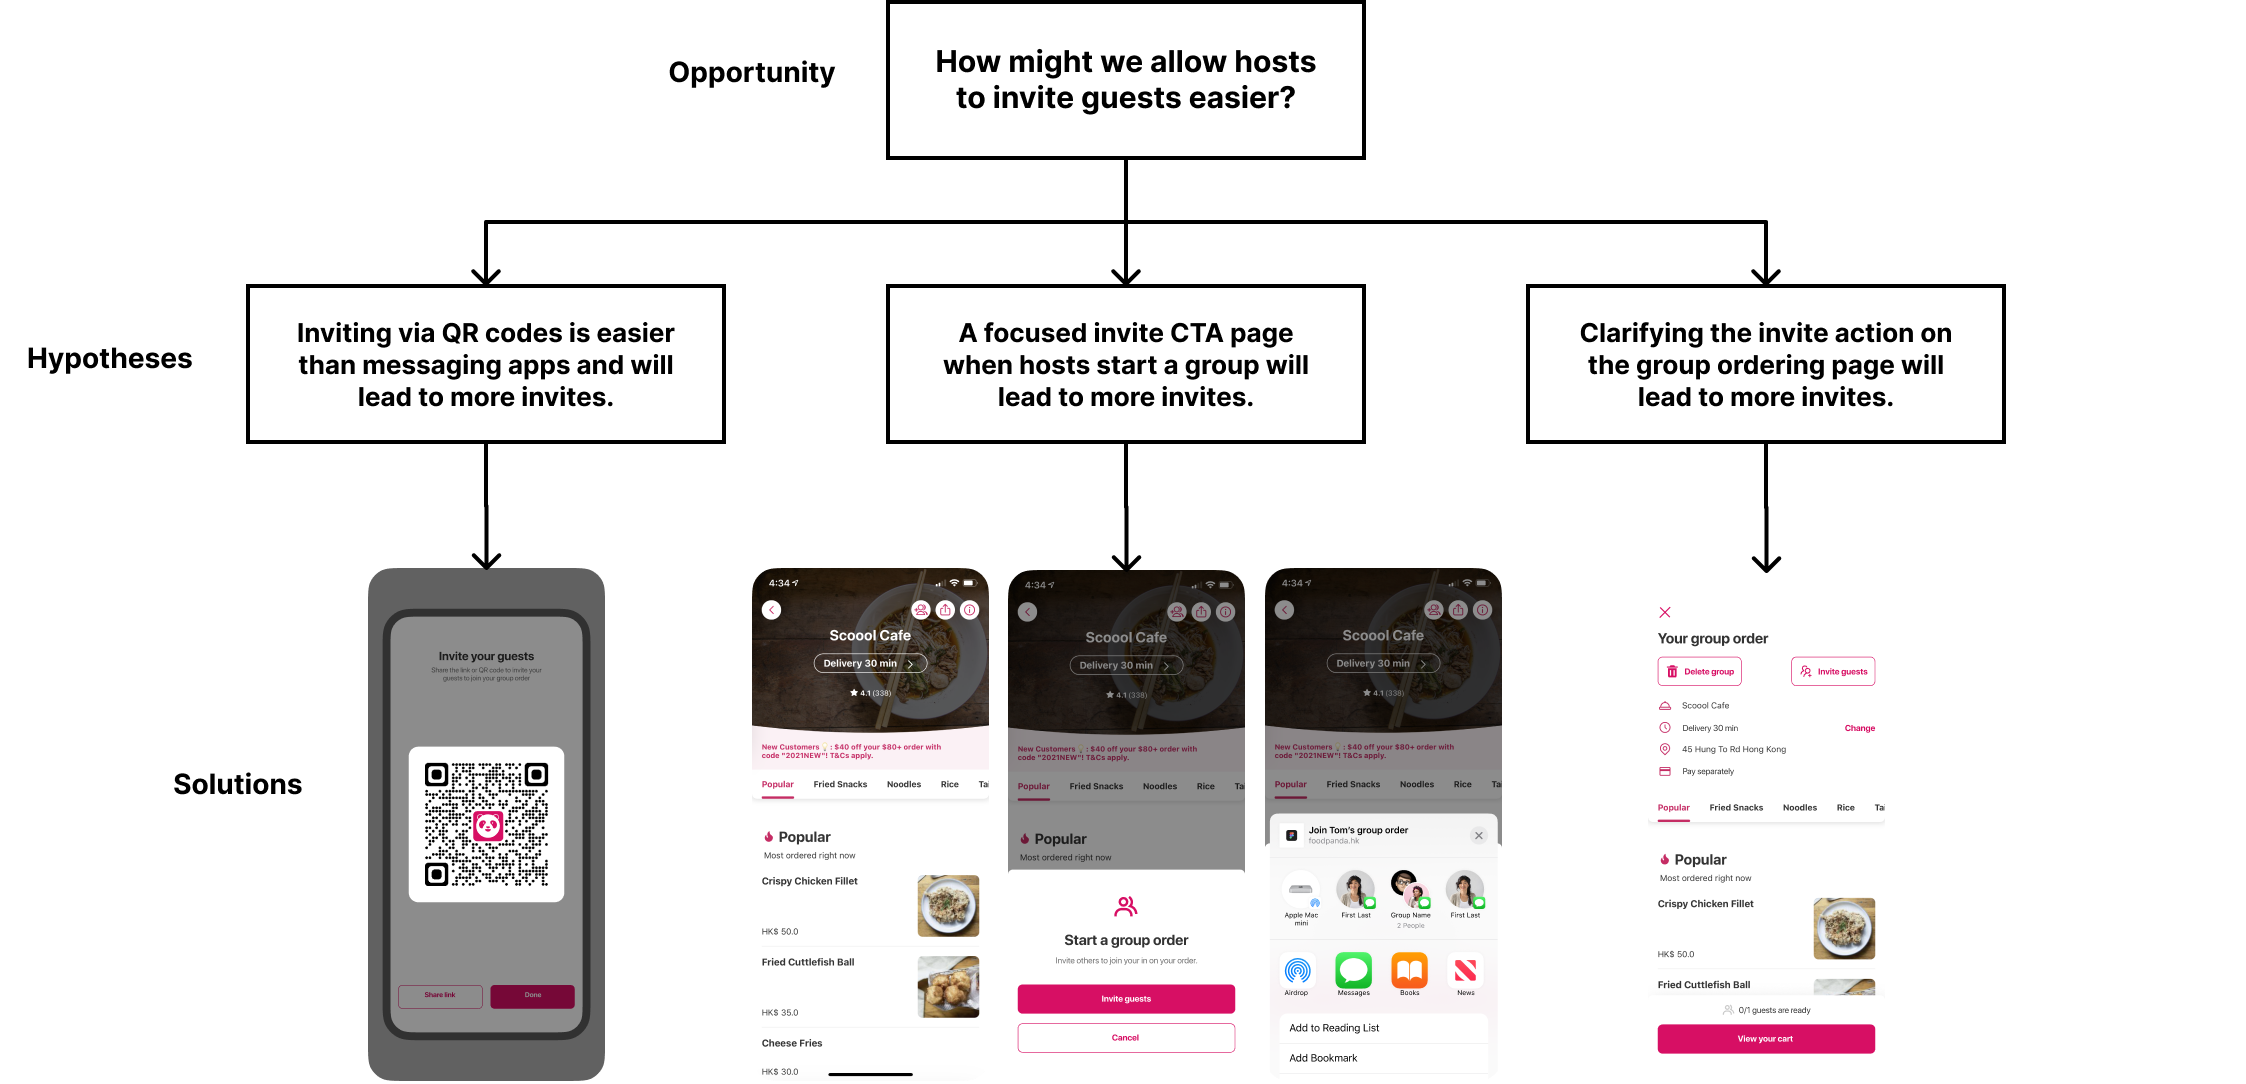 Opportunity
How might we allow hosts
to invite guests easier?
Hypotheses
Inviting via QR codes is easier
than messaging apps and will
lead to more invites.
A focused invite CTA page
when hosts start a group will
lead to more invites.
Clarifying the invite action on
the group ordering page will
lead to more invites.
Solutions
Invite your guests
Share the link or QR code to invite your
guests to join your group order
Share link
Done
4:34
Scoool Cafe
Delivery 30 min
4.1 (338)
New Customers : $40 off your $80+ order with
code "2021NEW"! T&Cs apply.
Popular Fried Snacks Noodles Rice Tai
Popular
Most ordered right now
Crispy Chicken Fillet
HK$ 50.0
Fried Cuttlefish Ball
HK$ 35.0
Cheese Fries
HK$ 30.0
4:34
Scoool Cafe
Delivery 30 min
4.1 (338)
New Customers : $40 off your $80+ order with
code "2021NEW"! T&Cs apply.
Popular Fried Snacks Noodles Rice Tai
Popular
Most ordered right now
Start a group order
Invite others to join your in on your order.
Invite guests
Cancel
4:34
Scoool Cafe
Delivery 30 min
4.1 (338)
New Customers : $40 off your $80+ order with
code "2021NEW"! T&Cs apply.
Popular Fried Snacks Noodles Rice Tai
Join Tom's group order
foodpanda.hk
Apple Mac
mini
First Last
Group Name
2 People
First Last
Airdrop
Messages
Books
News
Add to Reading List
Add Bookmark
Your group order
Delete group
Invite guests
Scoool Cafe
Delivery 30 min
Change
45 Hung To Rd Hong Kong
Pay separately
Popular Fried Snacks Noodles Rice Tai
Popular
Most ordered right now
Crispy Chicken Fillet
HK$ 50.0
Fried Cuttlefish Ball
0/1 guests are ready
View your cart